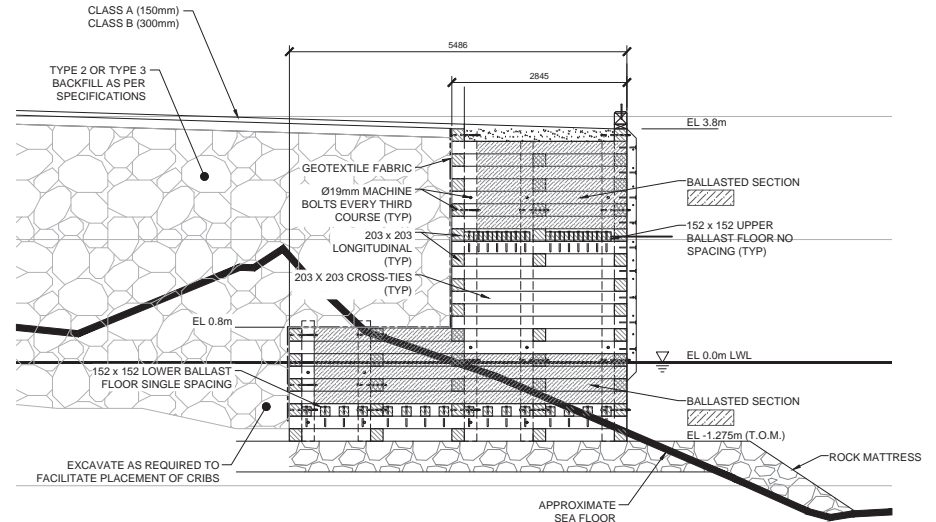 CLASS A (150mm)
CLASS B (300mm)
5486
2845
TYPE 2 OR TYPE 3
BACKFILL AS PER
SPECIFICATIONS
EL 3.8m
GEOTEXTILE FABRIC
Ø19mm MACHINE
BOLTS EVERY THIRD
COURSE (TYP)
BALLASTED SECTION
203 x 203
LONGITUDINAL
(TYP)
152 x 152 UPPER
BALLAST FLOOR NO
SPACING (TYP)
203 X 203 CROSS-TIES
(TYP)
EL 0.8m
EL 0.0m LWL
152 x 152 LOWER BALLAST
FLOOR SINGLE SPACING
BALLASTED SECTION
EL -1.275m (T.O.M.)
EXCAVATE AS REQUIRED TO
FACILITATE PLACEMENT OF CRIBS
ROCK MATTRESS
APPROXIMATE
SEA FLOOR